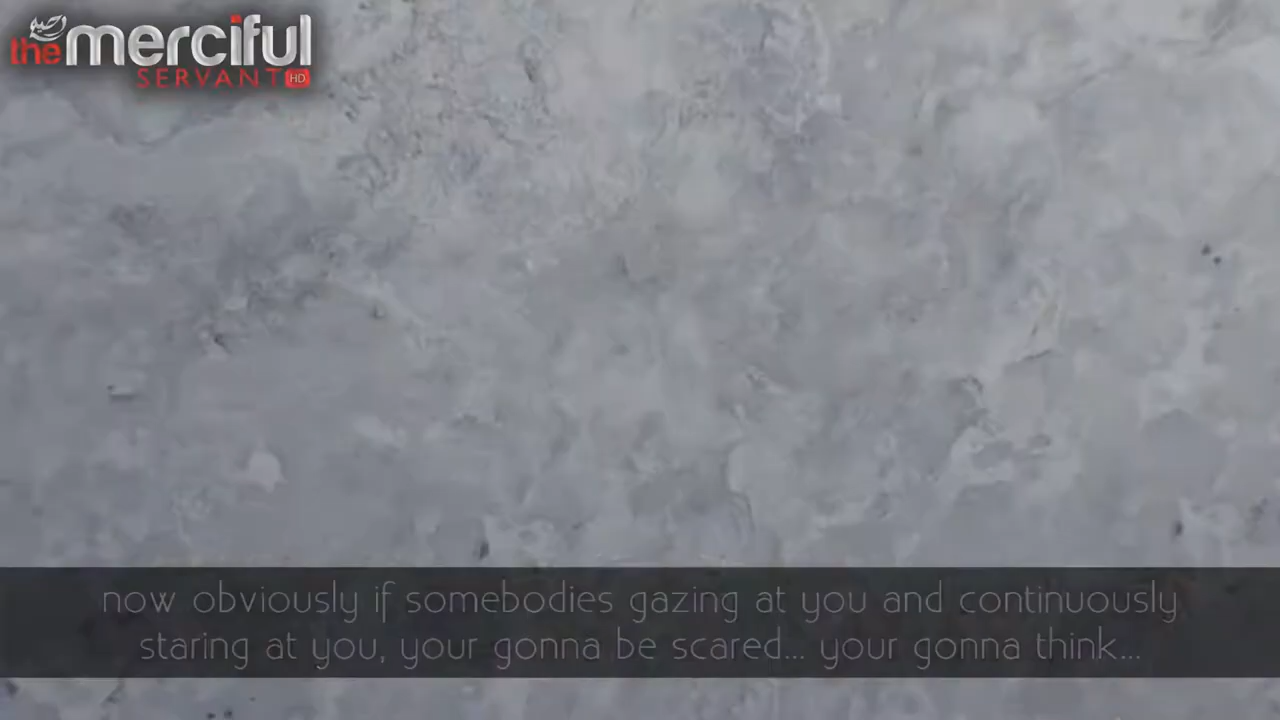 the merciful
SERVANT HD
now obviously if somebodies gazing at you and continuously
staring at you, your gonna be scared... your gonna think...